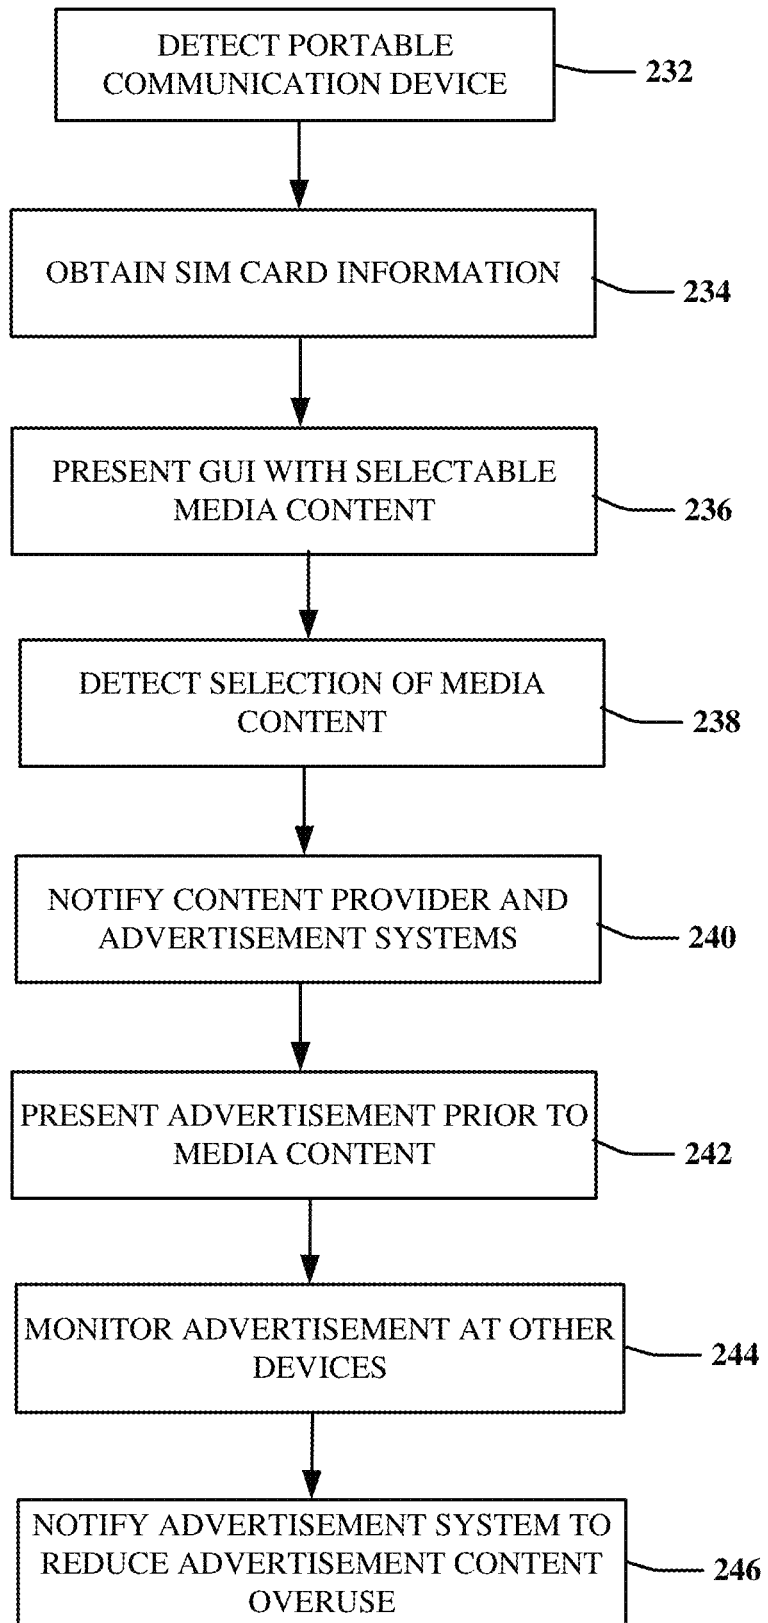 DETECT PORTABLE
COMMUNICATION DEVICE
232
OBTAIN SIM CARD INFORMATION
234
PRESENT GUI WITH SELECTABLE
MEDIA CONTENT
236
DETECT SELECTION OF MEDIA
CONTENT
238
NOTIFY CONTENT PROVIDER AND
ADVERTISEMENT SYSTEMS
240
PRESENT ADVERTISEMENT PRIOR TO
MEDIA CONTENT
242
MONITOR ADVERTISEMENT AT OTHER
DEVICES
244
NOTIFY ADVERTISEMENT SYSTEM TO
REDUCE ADVERTISEMENT CONTENT
OVERUSE
246